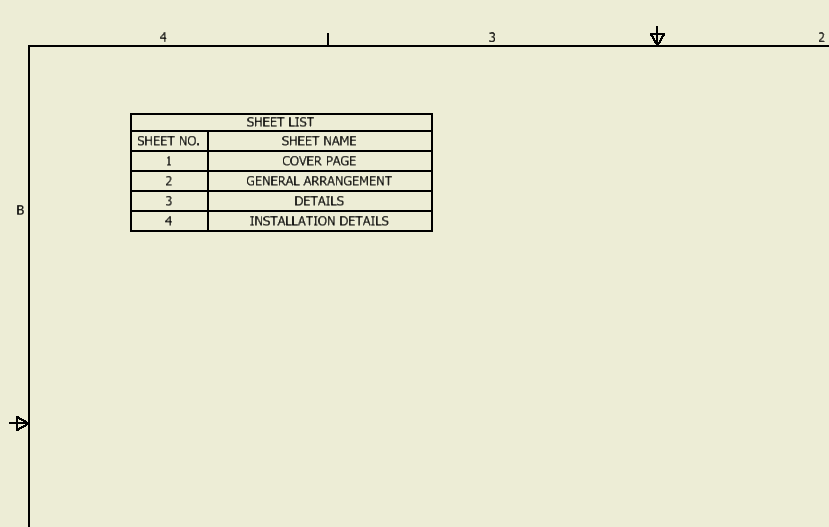 4 3 2
SHEET LIST
SHEET NO. SHEET NAME
1 COVER PAGE
2 GENERAL ARRANGEMENT
3 DETAILS
B
4 INSTALLATION DETAILS